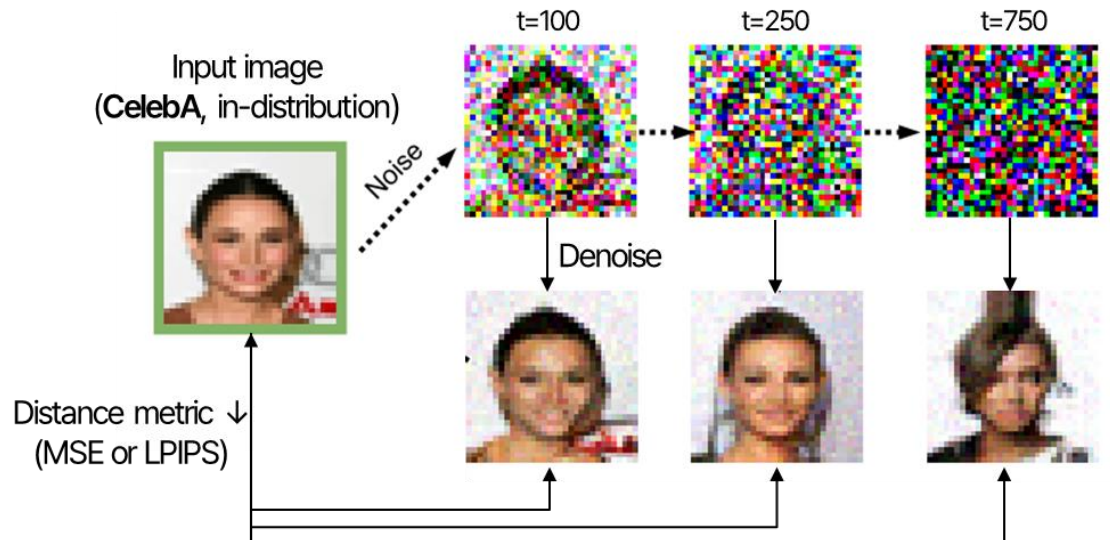 t=100
t=250
t=750
Input image
(CelebA, in-distribution)
Noise
Denoise
Distance metric ↓
(MSE or LPIPS)